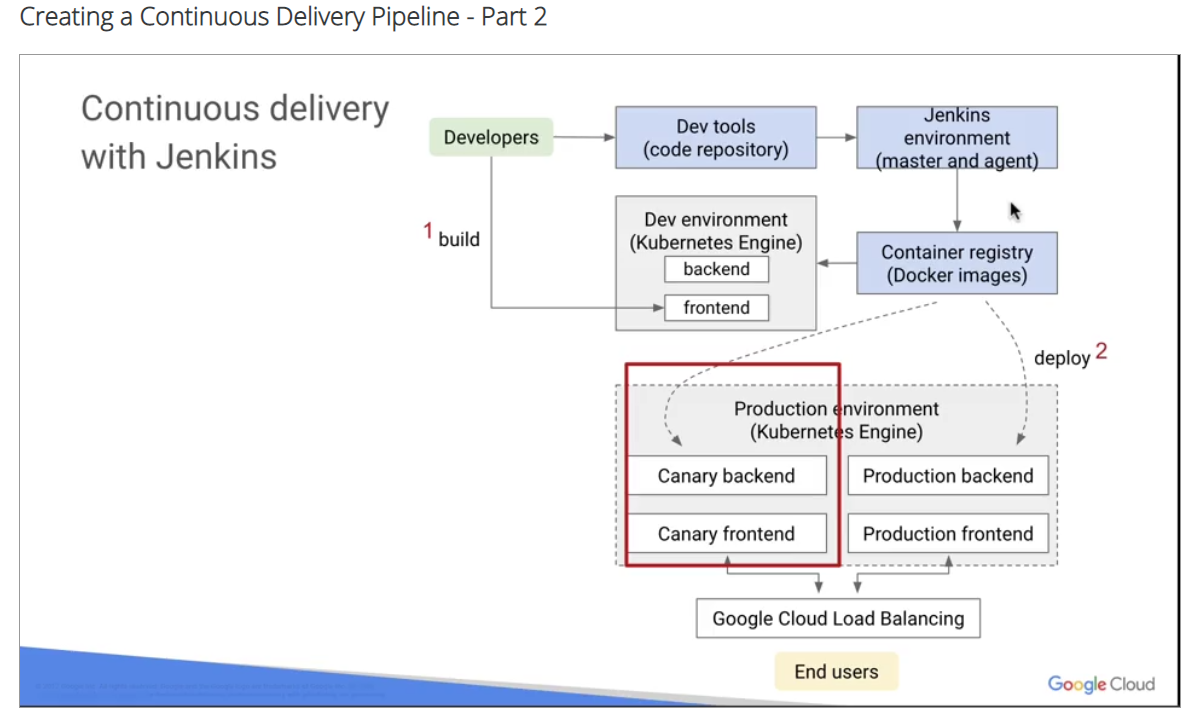 Creating a Continuous Delivery Pipeline - Part 2
Continuous delivery
with Jenkins
Developers
Dev tools
(code repository)
Jenkins
environment
(master and agent)
1 build
Dev environment
(Kubernetes Engine)
backend
frontend
Container registry
(Docker images)
deploy 2
Production environment
(Kubernetes Engine)
Canary backend
Production backend
Canary frontend
Production frontend
Google Cloud Load Balancing
End users
Google Cloud